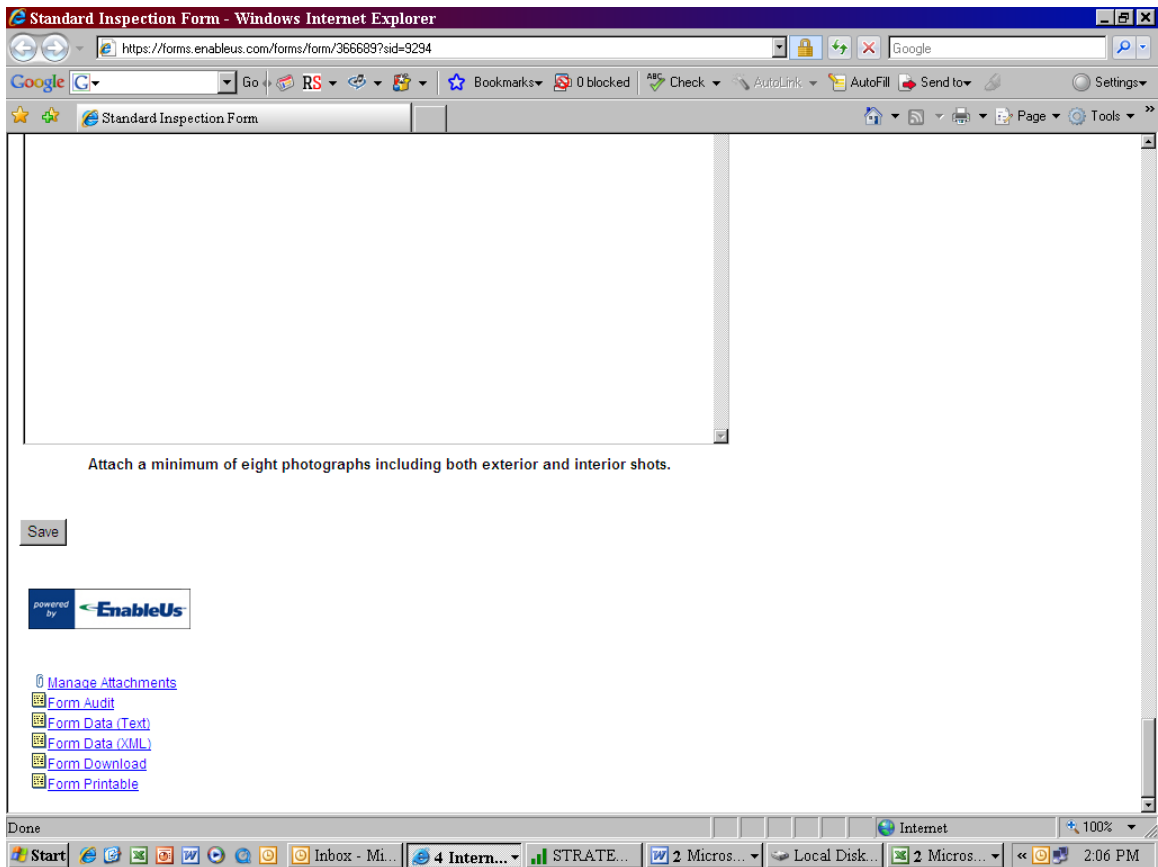 Standard Inspection Form - Windows Internet Explorer
https://forms.enableus.com/forms/form/366689?sid=9294
Google
Google G Go RS Bookmarks 0 blocked ABC Check AutoLink AutoFill Send to Settings
Standard Inspection Form
Page Tools »
Attach a minimum of eight photographs including both exterior and interior shots.
Save
powered by EnableUs
Manage Attachments
Form Audit
Form Data (Text)
Form Data (XML)
Form Download
Form Printable
Done Internet 100%
Start Inbox - Mi... 4 Intern... STRATE... 2 Micros... Local Disk... 2 Micros... « 2:06 PM